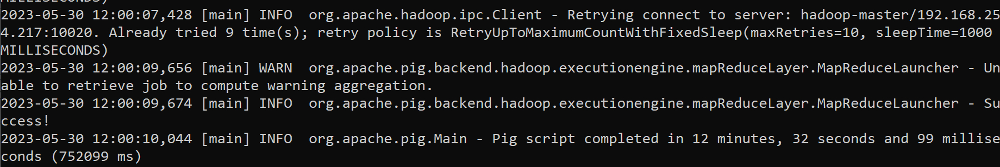 MILLISECONDS)
2023-05-30 12:00:07,428 [main] INFO  org.apache.hadoop.ipc.Client - Retrying connect to server: hadoop-master/192.168.25
4.217:10020. Already tried 9 time(s); retry policy is RetryUpToMaximumCountWithFixedSleep(maxRetries=10, sleepTime=1000
MILLISECONDS)
2023-05-30 12:00:09,656 [main] WARN  org.apache.pig.backend.hadoop.executionengine.mapReduceLayer.MapReduceLauncher - Un
able to retrieve job to compute warning aggregation.
2023-05-30 12:00:09,674 [main] INFO  org.apache.pig.backend.hadoop.executionengine.mapReduceLayer.MapReduceLauncher - Su
ccess!
2023-05-30 12:00:10,044 [main] INFO  org.apache.pig.Main - Pig script completed in 12 minutes, 32 seconds and 99 millise
conds (752099 ms)